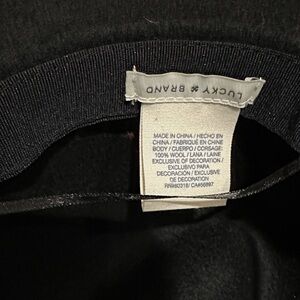 LUCKY BRAND
MADE IN CHINA / HECHO EN
CHINA / FABRIQUÉ EN CHINE
BODY / CUERPO / CORSAGE:
100% WOOL / LANA / LAINE
EXCLUSIVE OF DECORATION /
EXCLUSIVO PARA
DECORACIÓN / EXCLUSIVE
DE DÉCORATION